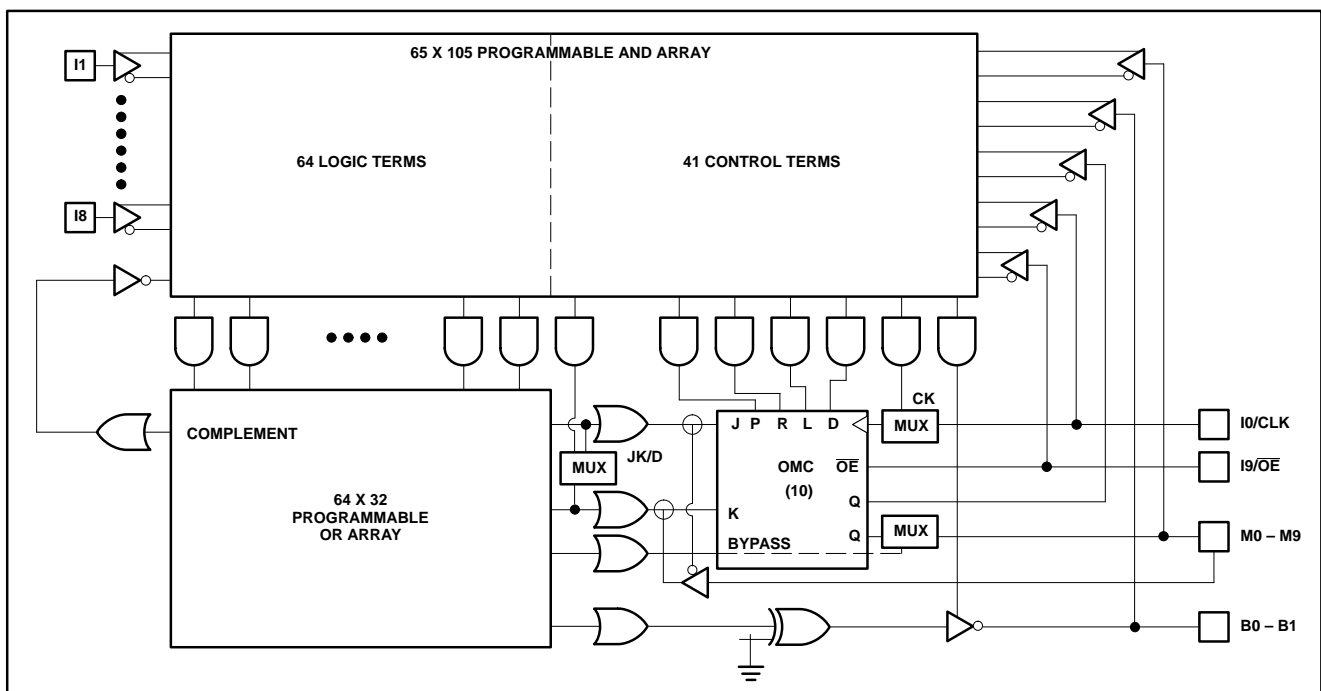 65 X 105 PROGRAMMABLE AND ARRAY
I1
64 LOGIC TERMS
41 CONTROL TERMS
I8
CK
COMPLEMENT
J P R L D
MUX
I0/CLK
JK/D
MUX
OMC
(10)
OE
I9/OE
64 X 32
PROGRAMMABLE
OR ARRAY
K
Q
BYPASS
Q
MUX
M0 – M9
B0 – B1